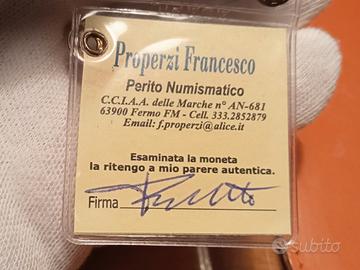 Properzi Francesco
Perito Numismatico
C.C.I.A.A. delle Marche n° AN-681
63900 Fermo FM - Cell. 333.2852879
Email: f.properzi@alice.it
Esaminata la moneta
la ritengo a mio parere autentica.
Firma
subito